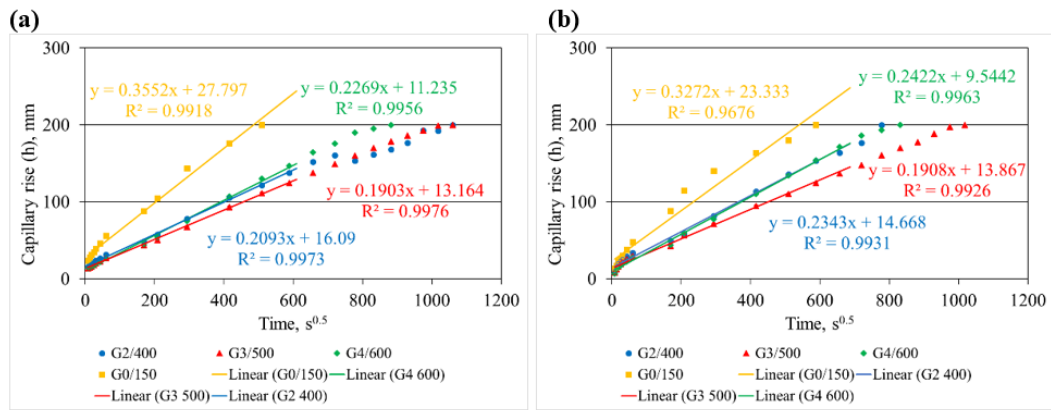 (a)
300
y = 0.3552x + 27.797
R² = 0.9918
y = 0.2269x + 11.235
R² = 0.9956
200
y = 0.1903x + 13.164
R² = 0.9976
100
y = 0.2093x + 16.09
R² = 0.9973
0
Capillary rise (h), mm
0 200 400 600 800 1000 1200
Time, s^0.5
G2/400 G3/500 G4/600
G0/150 Linear (G0/150) Linear (G4 600)
Linear (G3 500) Linear (G2 400)
(b)
300
y = 0.3272x + 23.333
R² = 0.9676
y = 0.2422x + 9.5442
R² = 0.9963
200
y = 0.1908x + 13.867
R² = 0.9926
100
y = 0.2343x + 14.668
R² = 0.9931
0
Capillary rise (h), mm
0 200 400 600 800 1000 1200
Time, s^0.5
G2/400 G3/500 G4/600
G0/150 Linear (G0/150) Linear (G2 400)
Linear (G3 500) Linear (G4 600)